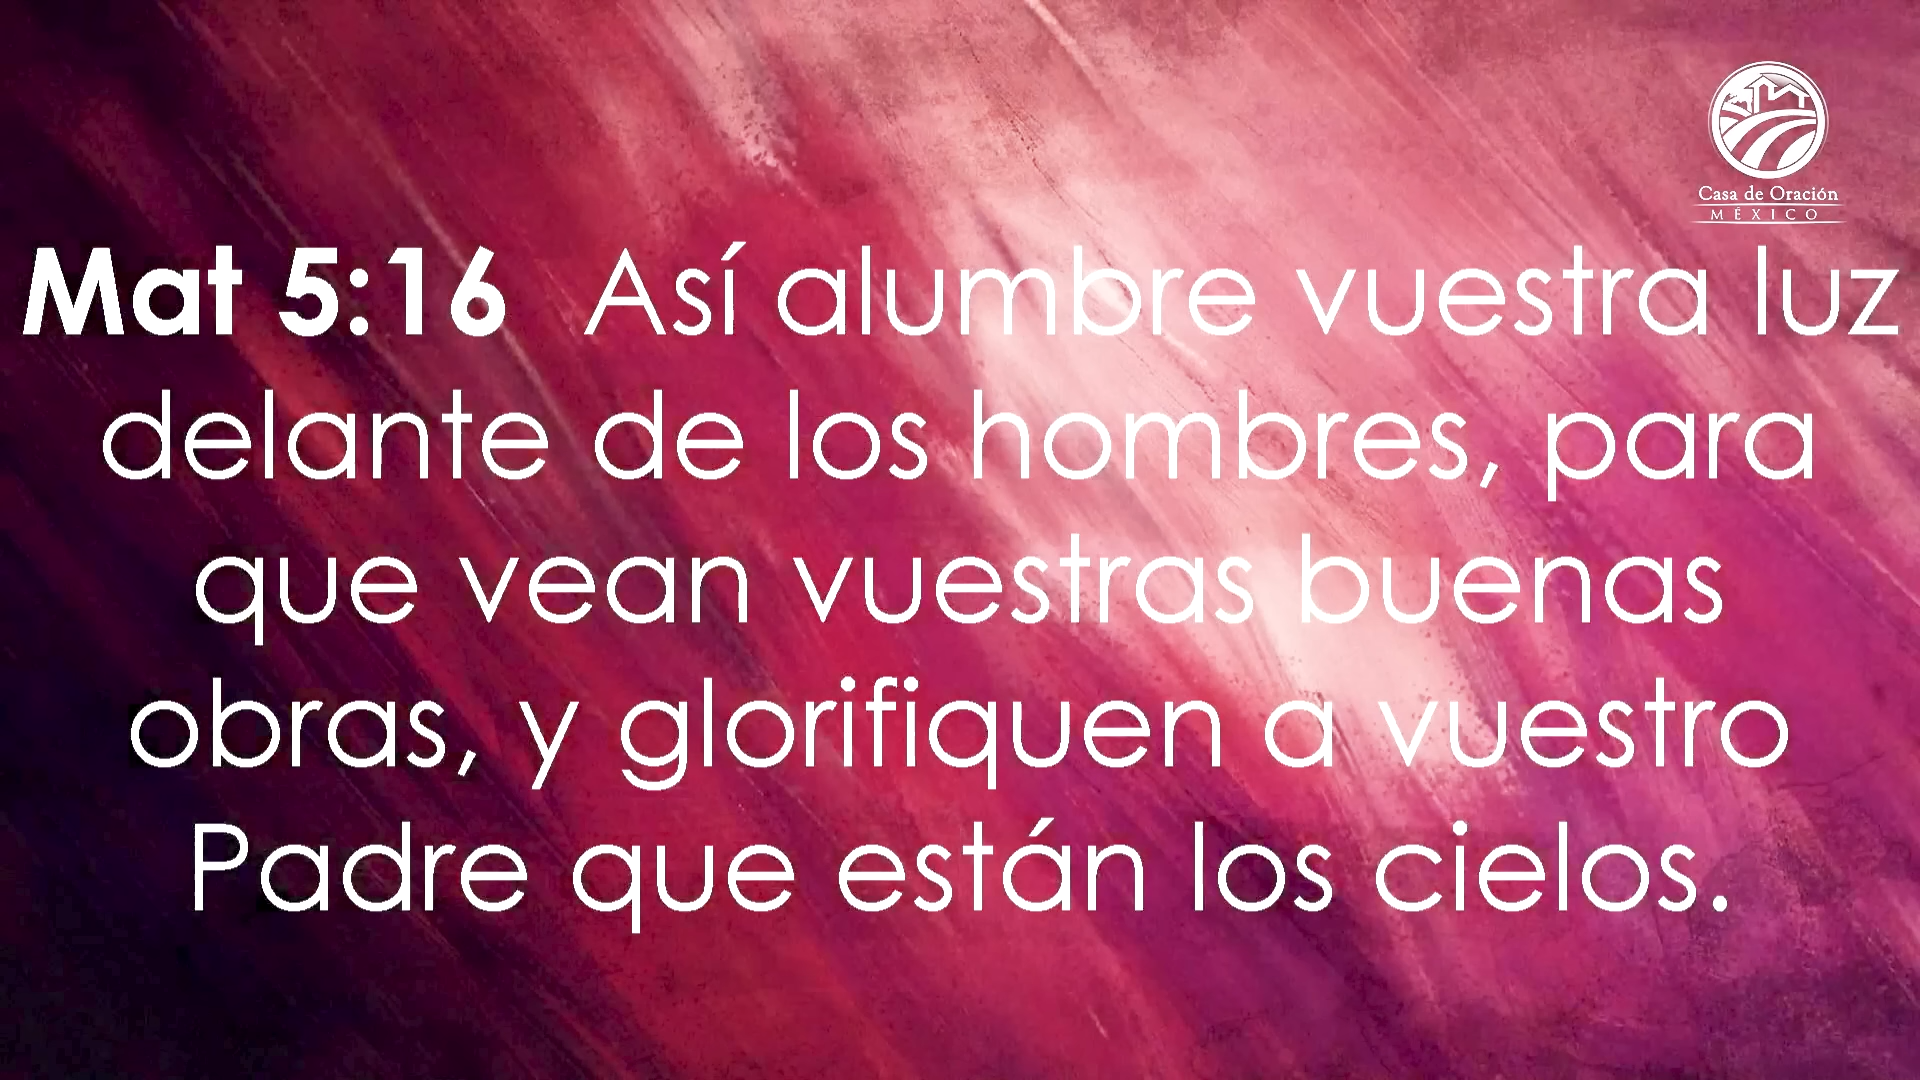 Casa de Oración
MÉXICO
Mat 5:16 Así alumbre vuestra luz
delante de los hombres, para
que vean vuestras buenas
obras, y glorifiquen a vuestro
Padre que están los cielos.